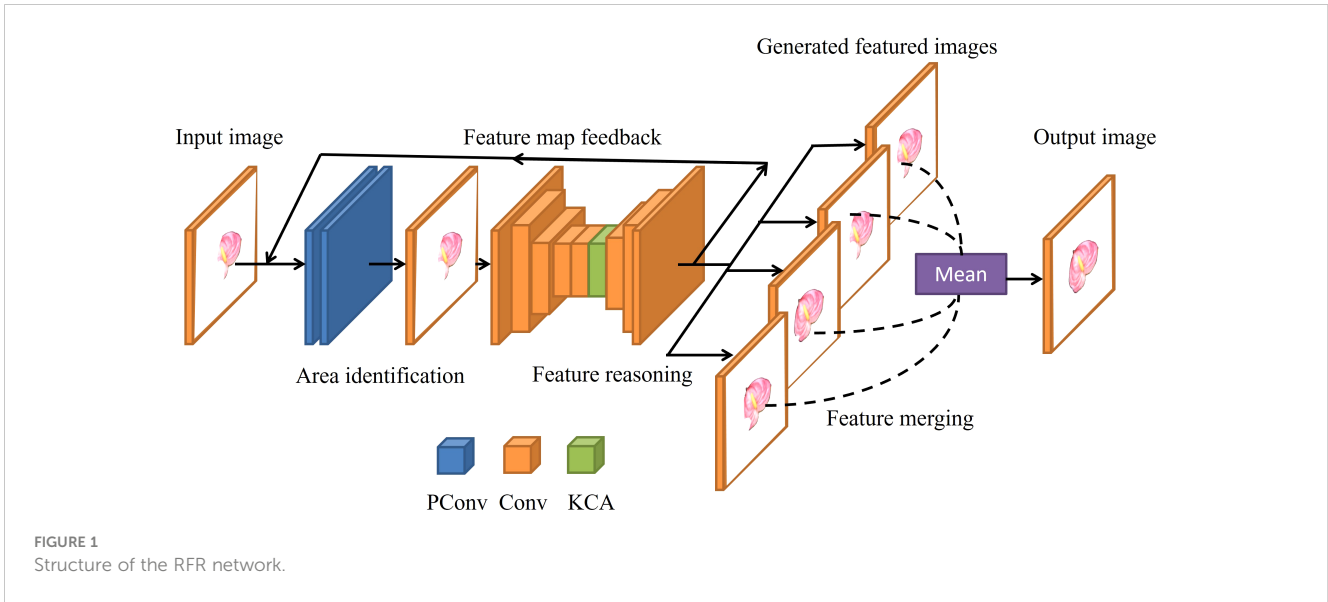 Generated featured images
Input image
Feature map feedback
Output image
Mean
Area identification
Feature reasoning
Feature merging
PConv Conv KCA
FIGURE 1
Structure of the RFR network.